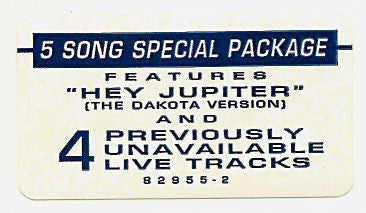 5 SONG SPECIAL PACKAGE
FEATURES
"HEY JUPITER"
(THE DAKOTA VERSION)
AND
4 PREVIOUSLY
UNAVAILABLE
LIVE TRACKS
82955-2